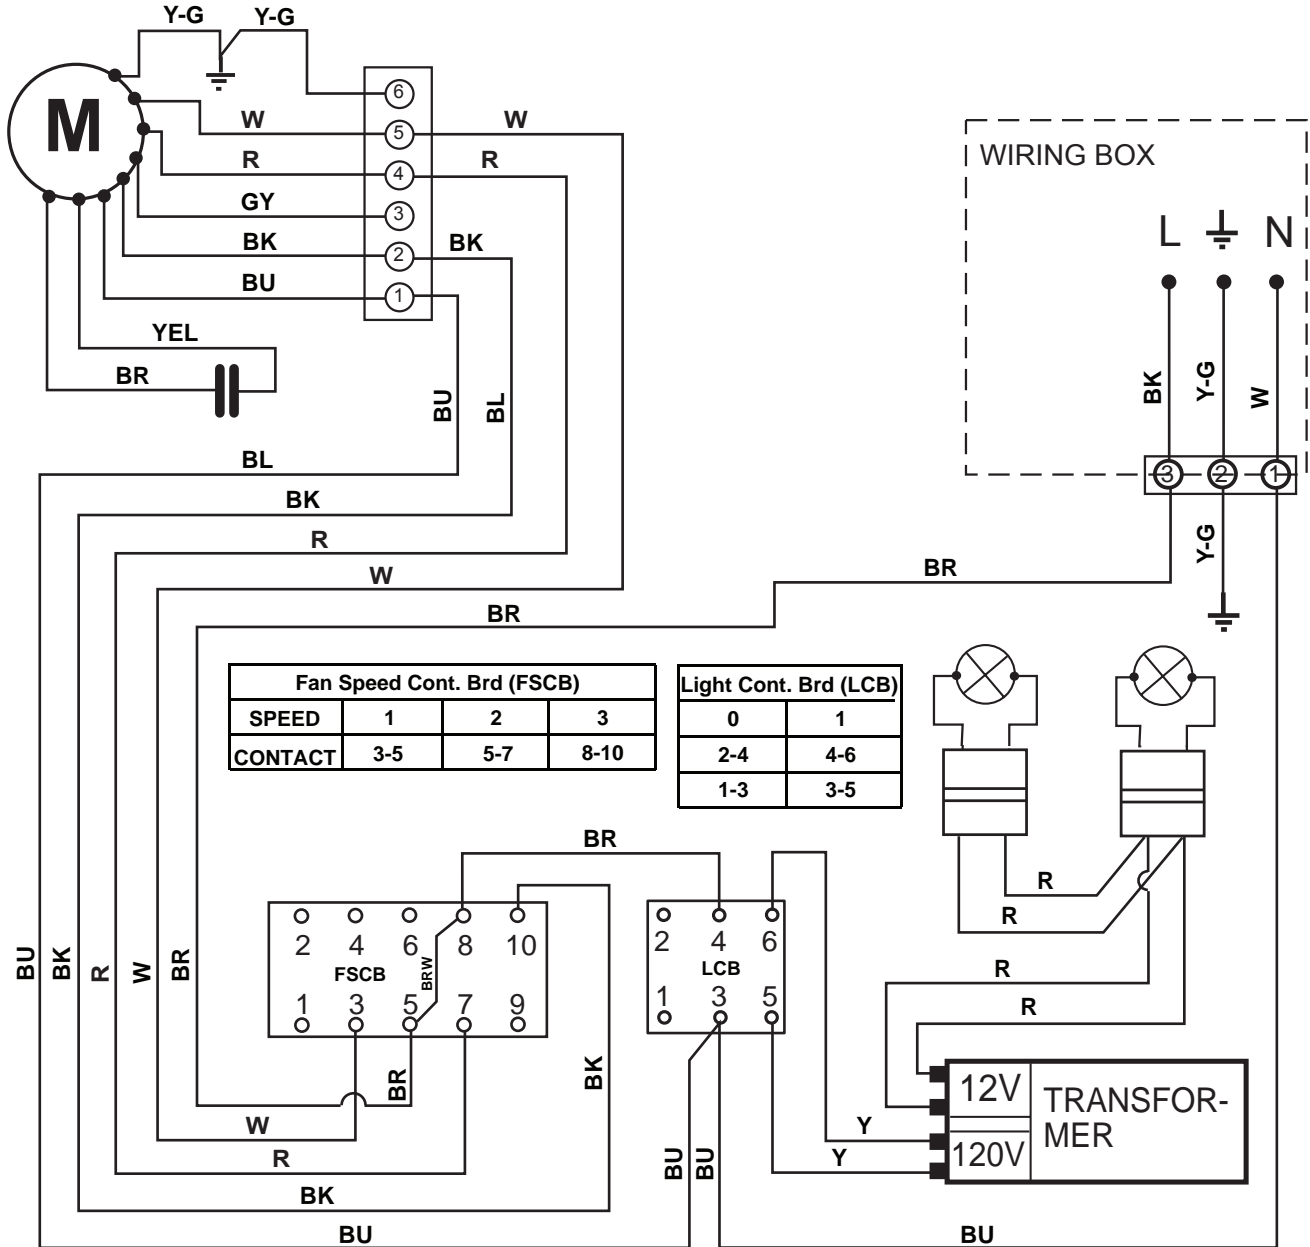 Y-G Y-G
M
6
W 5 W
R 4 R
GY 3
BK 2 BK
BU 1
YEL
BR
BU
BL
WIRING BOX
L N
BK
Y-G
W
3 2 1
Y-G
BL
BK
R
W
BR
BR
Fan Speed Cont. Brd (FSCB)
SPEED 1 2 3
CONTACT 3-5 5-7 8-10
Light Cont. Brd (LCB)
0 1
2-4 4-6
1-3 3-5
BR
BU
BK
R
W
BR
2 4 6 8 10
FSCB
BRW
1 3 5 7 9
2 4 6
LCB
1 3 5
R
R
R
R
BR
BK
W
R
BK
BU
BU
BU
Y
Y
12V
120V
TRANSFOR-
MER
BU